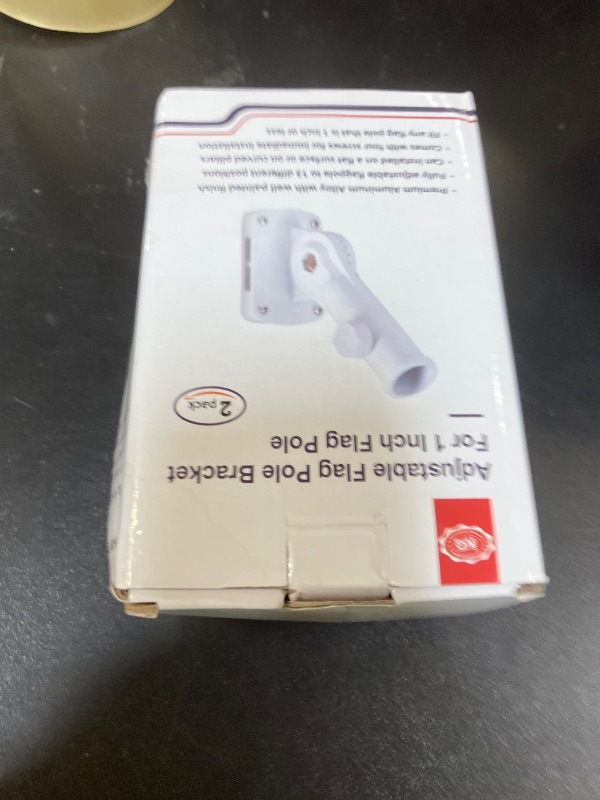 Adjustable Flag Pole Bracket
For 1 Inch Flag Pole
2 pack
- Premium Aluminum Alloy with well painted finish
- Fully adjustable flagpole to 13 different positions
- Can installed on a flat surface or on curved pillars
- Comes with four screws for immediate installation
- Fit any flag pole that is 1 inch or less